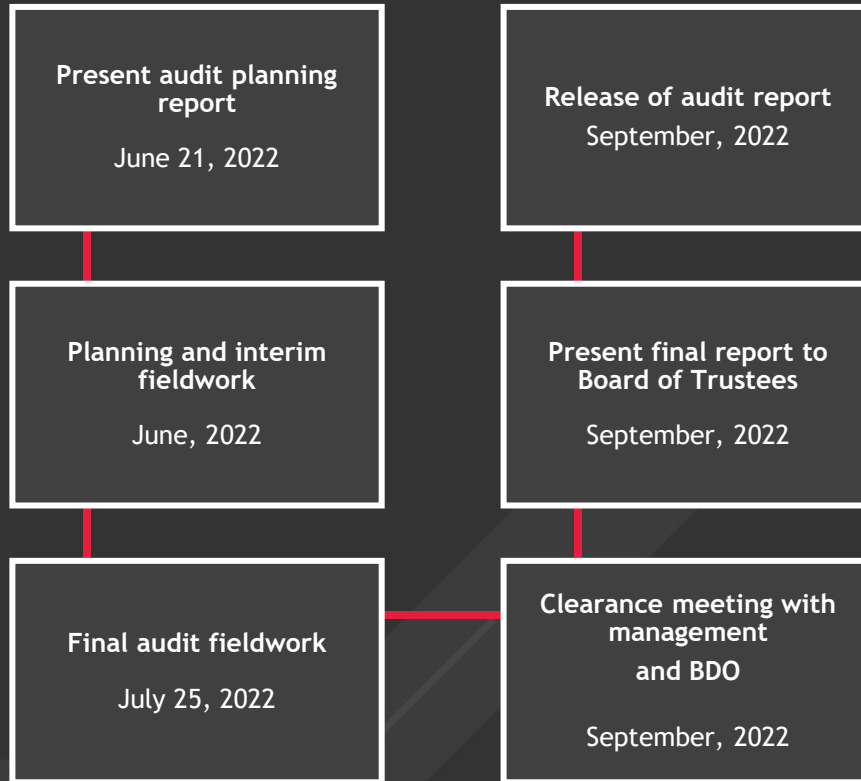 Present audit planning
report
June 21, 2022
Planning and interim
fieldwork
June, 2022
Final audit fieldwork
July 25, 2022
Clearance meeting with
management
and BDO
September, 2022
Present final report to
Board of Trustees
September, 2022
Release of audit report
September, 2022